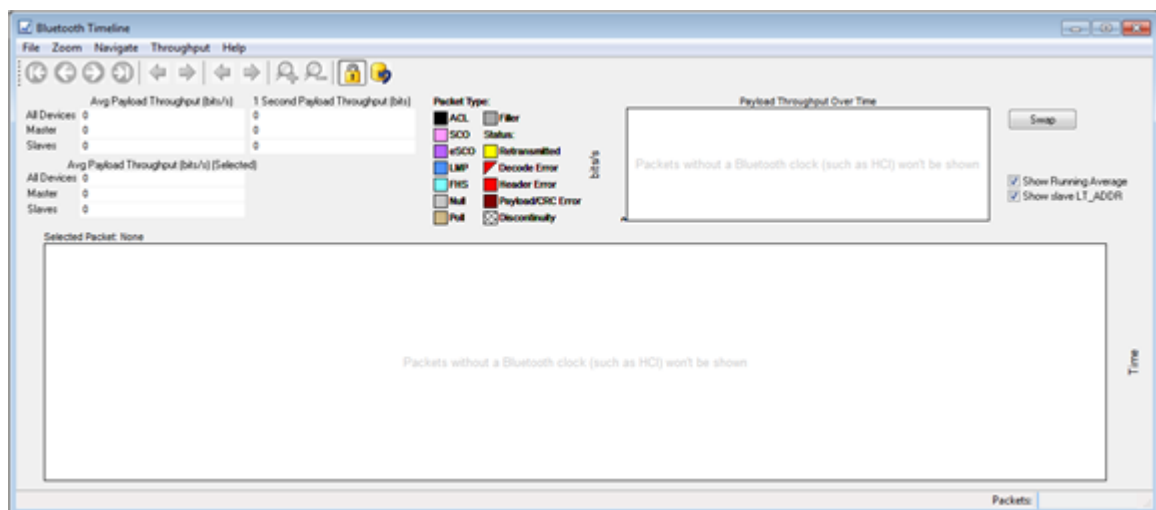 Bluetooth Timeline
File Zoom Navigate Throughput Help
Avg Payload Throughput (bits/s) 1 Second Payload Throughput (bits)
All Devices 0 0
Master 0 0
Slaves 0 0
Avg Payload Throughput (bits/s) (Selected)
All Devices 0
Master 0
Slaves 0
Packet Type:
ACL Filler
SCO Status:
eSCO Retransmitted
LMP Decode Error
FHS Header Error
Null Payload/CRC Error
Poll Discontinuity
Payload Throughput Over Time
bits/s
Packets without a Bluetooth clock (such as HCI) won't be shown
Swap
Show Running Average
Show slave LT_ADDR
Selected Packet: None
Packets without a Bluetooth clock (such as HCI) won't be shown
Time
Packets: